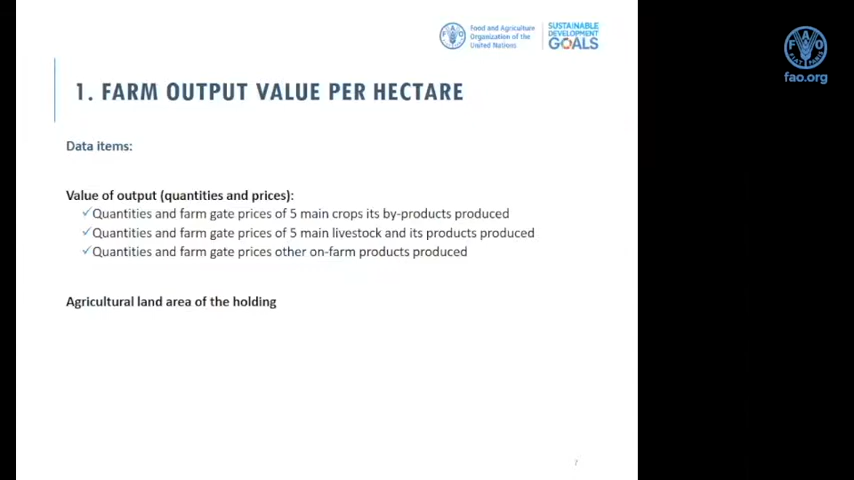 Food and Agriculture
Organization of the
United Nations
SUSTAINABLE
DEVELOPMENT
GOALS
FAO
FIAT PANIS
fao.org
1. FARM OUTPUT VALUE PER HECTARE
Data items:
Value of output (quantities and prices):
✓Quantities and farm gate prices of 5 main crops its by-products produced
✓Quantities and farm gate prices of 5 main livestock and its products produced
✓Quantities and farm gate prices other on-farm products produced
Agricultural land area of the holding
7